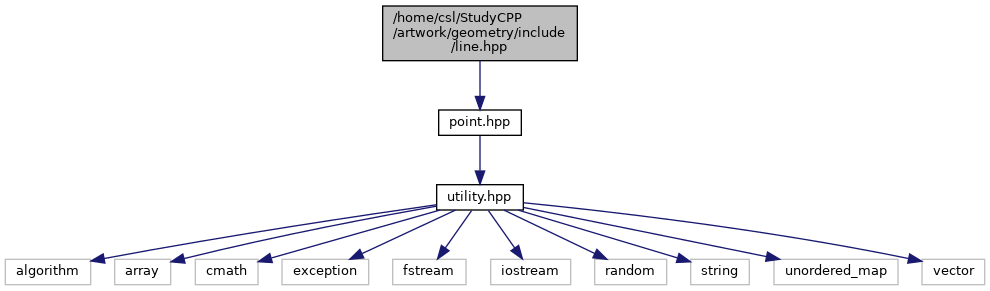 /home/csl/StudyCPP
/artwork/geometry/include
/line.hpp
point.hpp
utility.hpp
algorithm
array
cmath
exception
fstream
iostream
random
string
unordered_map
vector